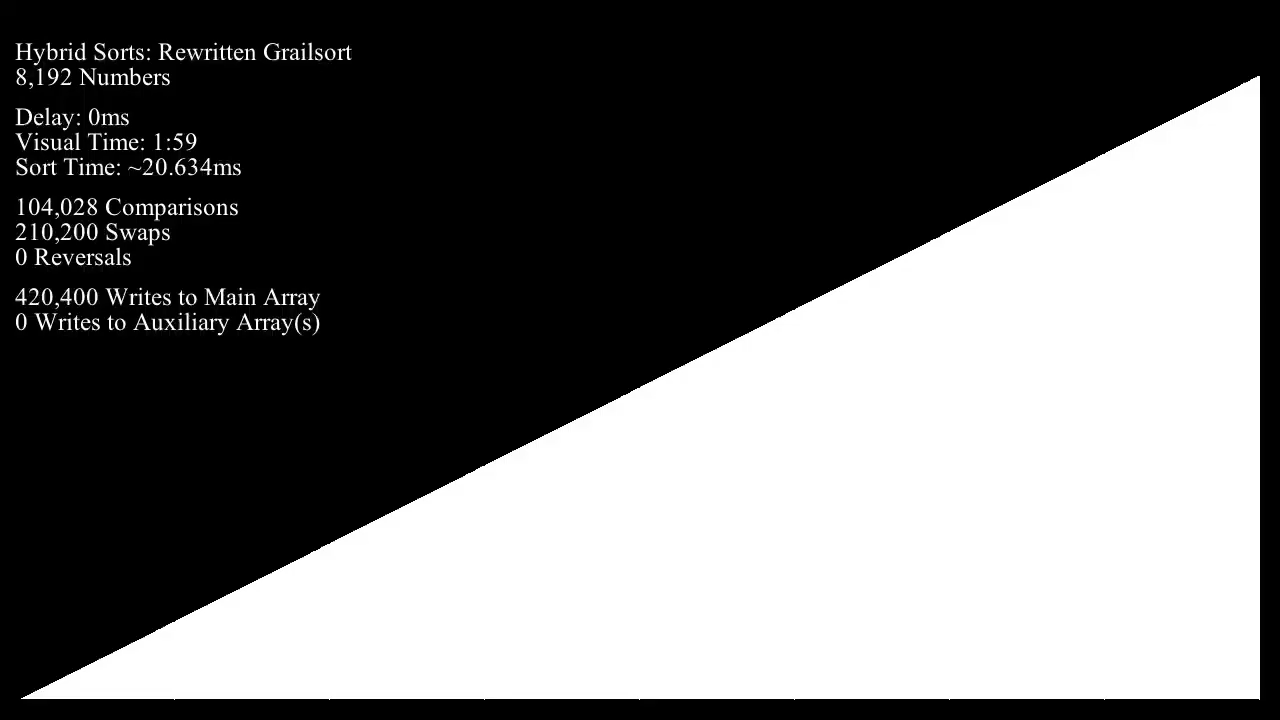 Hybrid Sorts: Rewritten Grailsort
8,192 Numbers
Delay: 0ms
Visual Time: 1:59
Sort Time: ~20.634ms
104,028 Comparisons
210,200 Swaps
0 Reversals
420,400 Writes to Main Array
0 Writes to Auxiliary Array(s)